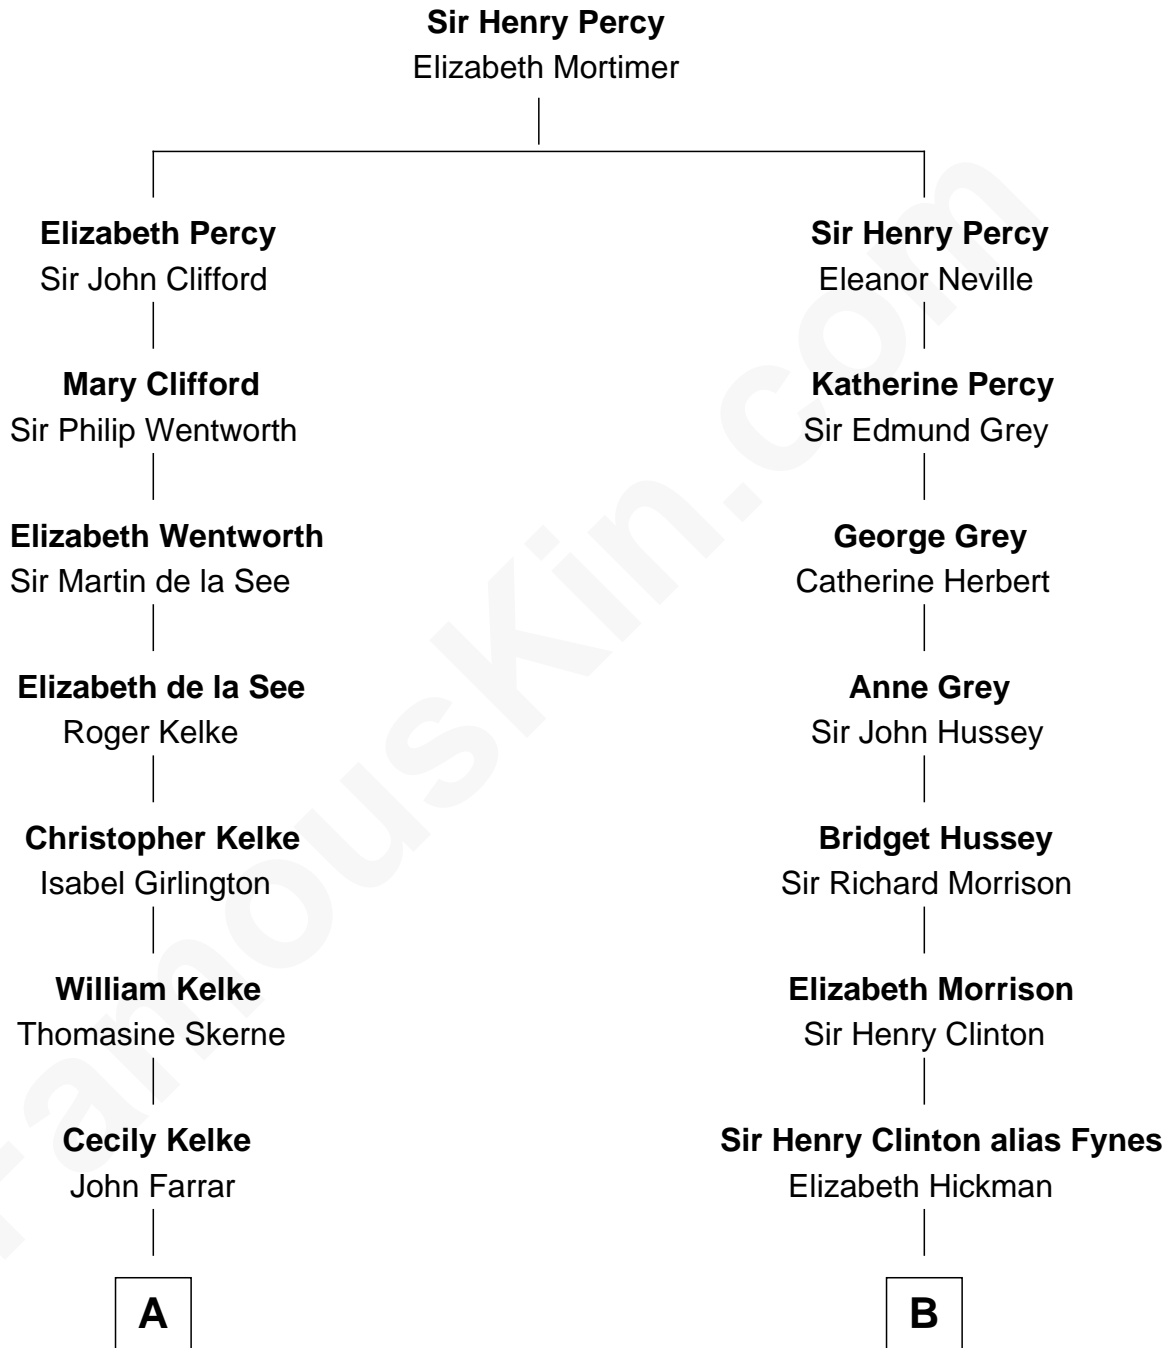 Sir Henry Percy
Elizabeth Mortimer
Elizabeth Percy
Sir John Clifford
Sir Henry Percy
Eleanor Neville
Mary Clifford
Sir Philip Wentworth
Katherine Percy
Sir Edmund Grey
Elizabeth Wentworth
Sir Martin de la See
George Grey
Catherine Herbert
Elizabeth de la See
Roger Kelke
Anne Grey
Sir John Hussey
Christopher Kelke
Isabel Girlington
Bridget Hussey
Sir Richard Morrison
William Kelke
Thomasine Skerne
Elizabeth Morrison
Sir Henry Clinton
Cecily Kelke
John Farrar
Sir Henry Clinton alias Fynes
Elizabeth Hickman
A
B
FamousKin.com